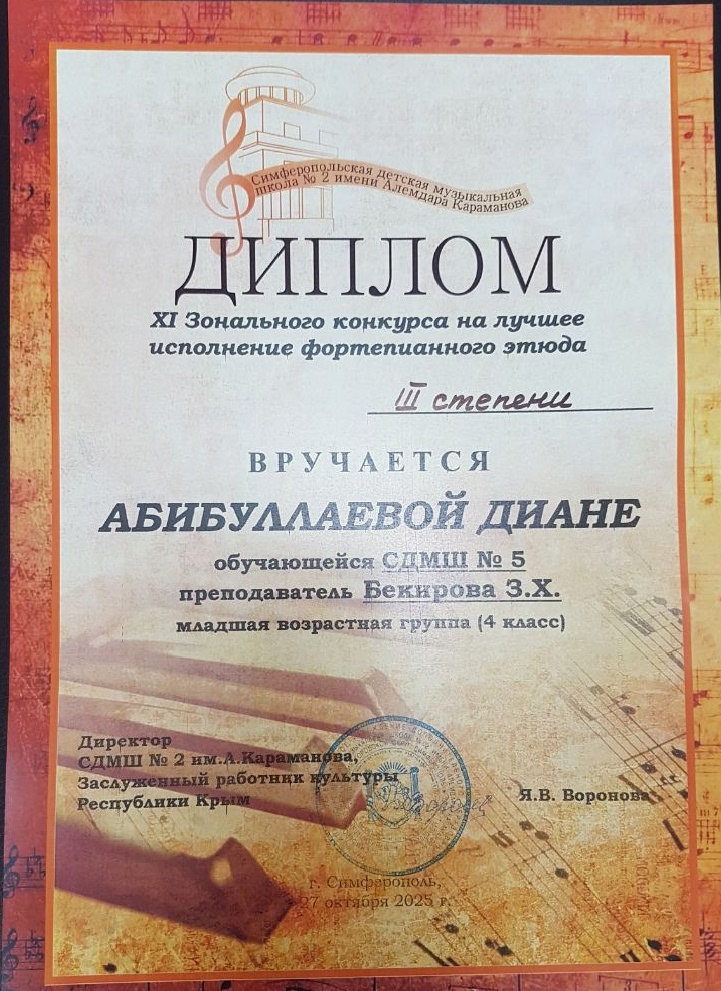 Симферопольская детская музыкальная
школа № 2 имени Алемдара Караманова
ДИПЛОМ
XI Зонального конкурса на лучшее
исполнение фортепианного этюда
III степени
ВРУЧАЕТСЯ
АБИБУЛЛАЕВОЙ ДИАНЕ
обучающейся СДМШ № 5
преподаватель Бекирова З.Х.
младшая возрастная группа (4 класс)
Директор
СДМШ № 2 им.А.Караманова,
Заслуженный работник культуры
Республики Крым
Я.В. Воронова
г. Симферополь,
27 октября 2025 г.